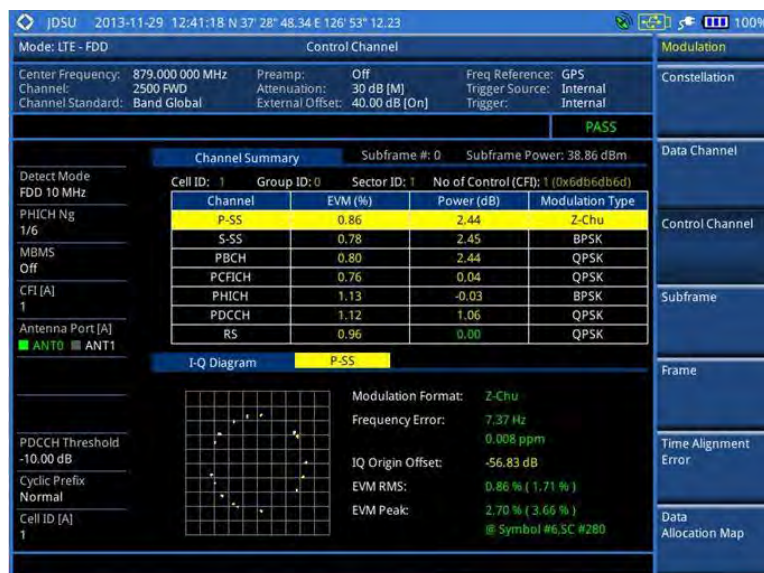 JDSU 2013-11-29 12:41:18 N 37' 28" 48.34 E 126' 53" 12.23 100%
Mode: LTE - FDD Control Channel Modulation
Center Frequency: 879.000 000 MHz Preamp: Off Freq Reference: GPS
Channel: 2500 FWD Attenuation: 30 dB [M] Trigger Source: Internal
Channel Standard: Band Global External Offset: 40.00 dB [On] Trigger: Internal
Constellation
PASS
Channel Summary Subframe #: 0 Subframe Power: 38.86 dBm
Data Channel
Detect Mode
FDD 10 MHz
Cell ID: 1 Group ID: 0 Sector ID: 1 No of Control (CFI): 1 (0x6db6db6d)
Channel EVM (%) Power (dB) Modulation Type
P-SS 0.86 2.44 Z-Chu
S-SS 0.78 2.45 BPSK
PBCH 0.80 2.44 QPSK
PCFICH 0.76 0.04 QPSK
PHICH 1.13 -0.03 BPSK
PDCCH 1.12 1.06 QPSK
RS 0.96 0.00 QPSK
PHICH Ng
1/6
MBMS
Off
CFI [A]
1
Antenna Port [A]
ANT0 ANT1
Control Channel
Subframe
I-Q Diagram P-SS
Frame
Modulation Format: Z-Chu
Frequency Error: 7.37 Hz
0.008 ppm
IQ Origin Offset: -56.83 dB
EVM RMS: 0.86 % ( 1.71 % )
EVM Peak: 2.70 % ( 3.66 % )
@ Symbol #6,SC #280
PDCCH Threshold
-10.00 dB
Cyclic Prefix
Normal
Cell ID [A]
1
Time Alignment
Error
Data
Allocation Map